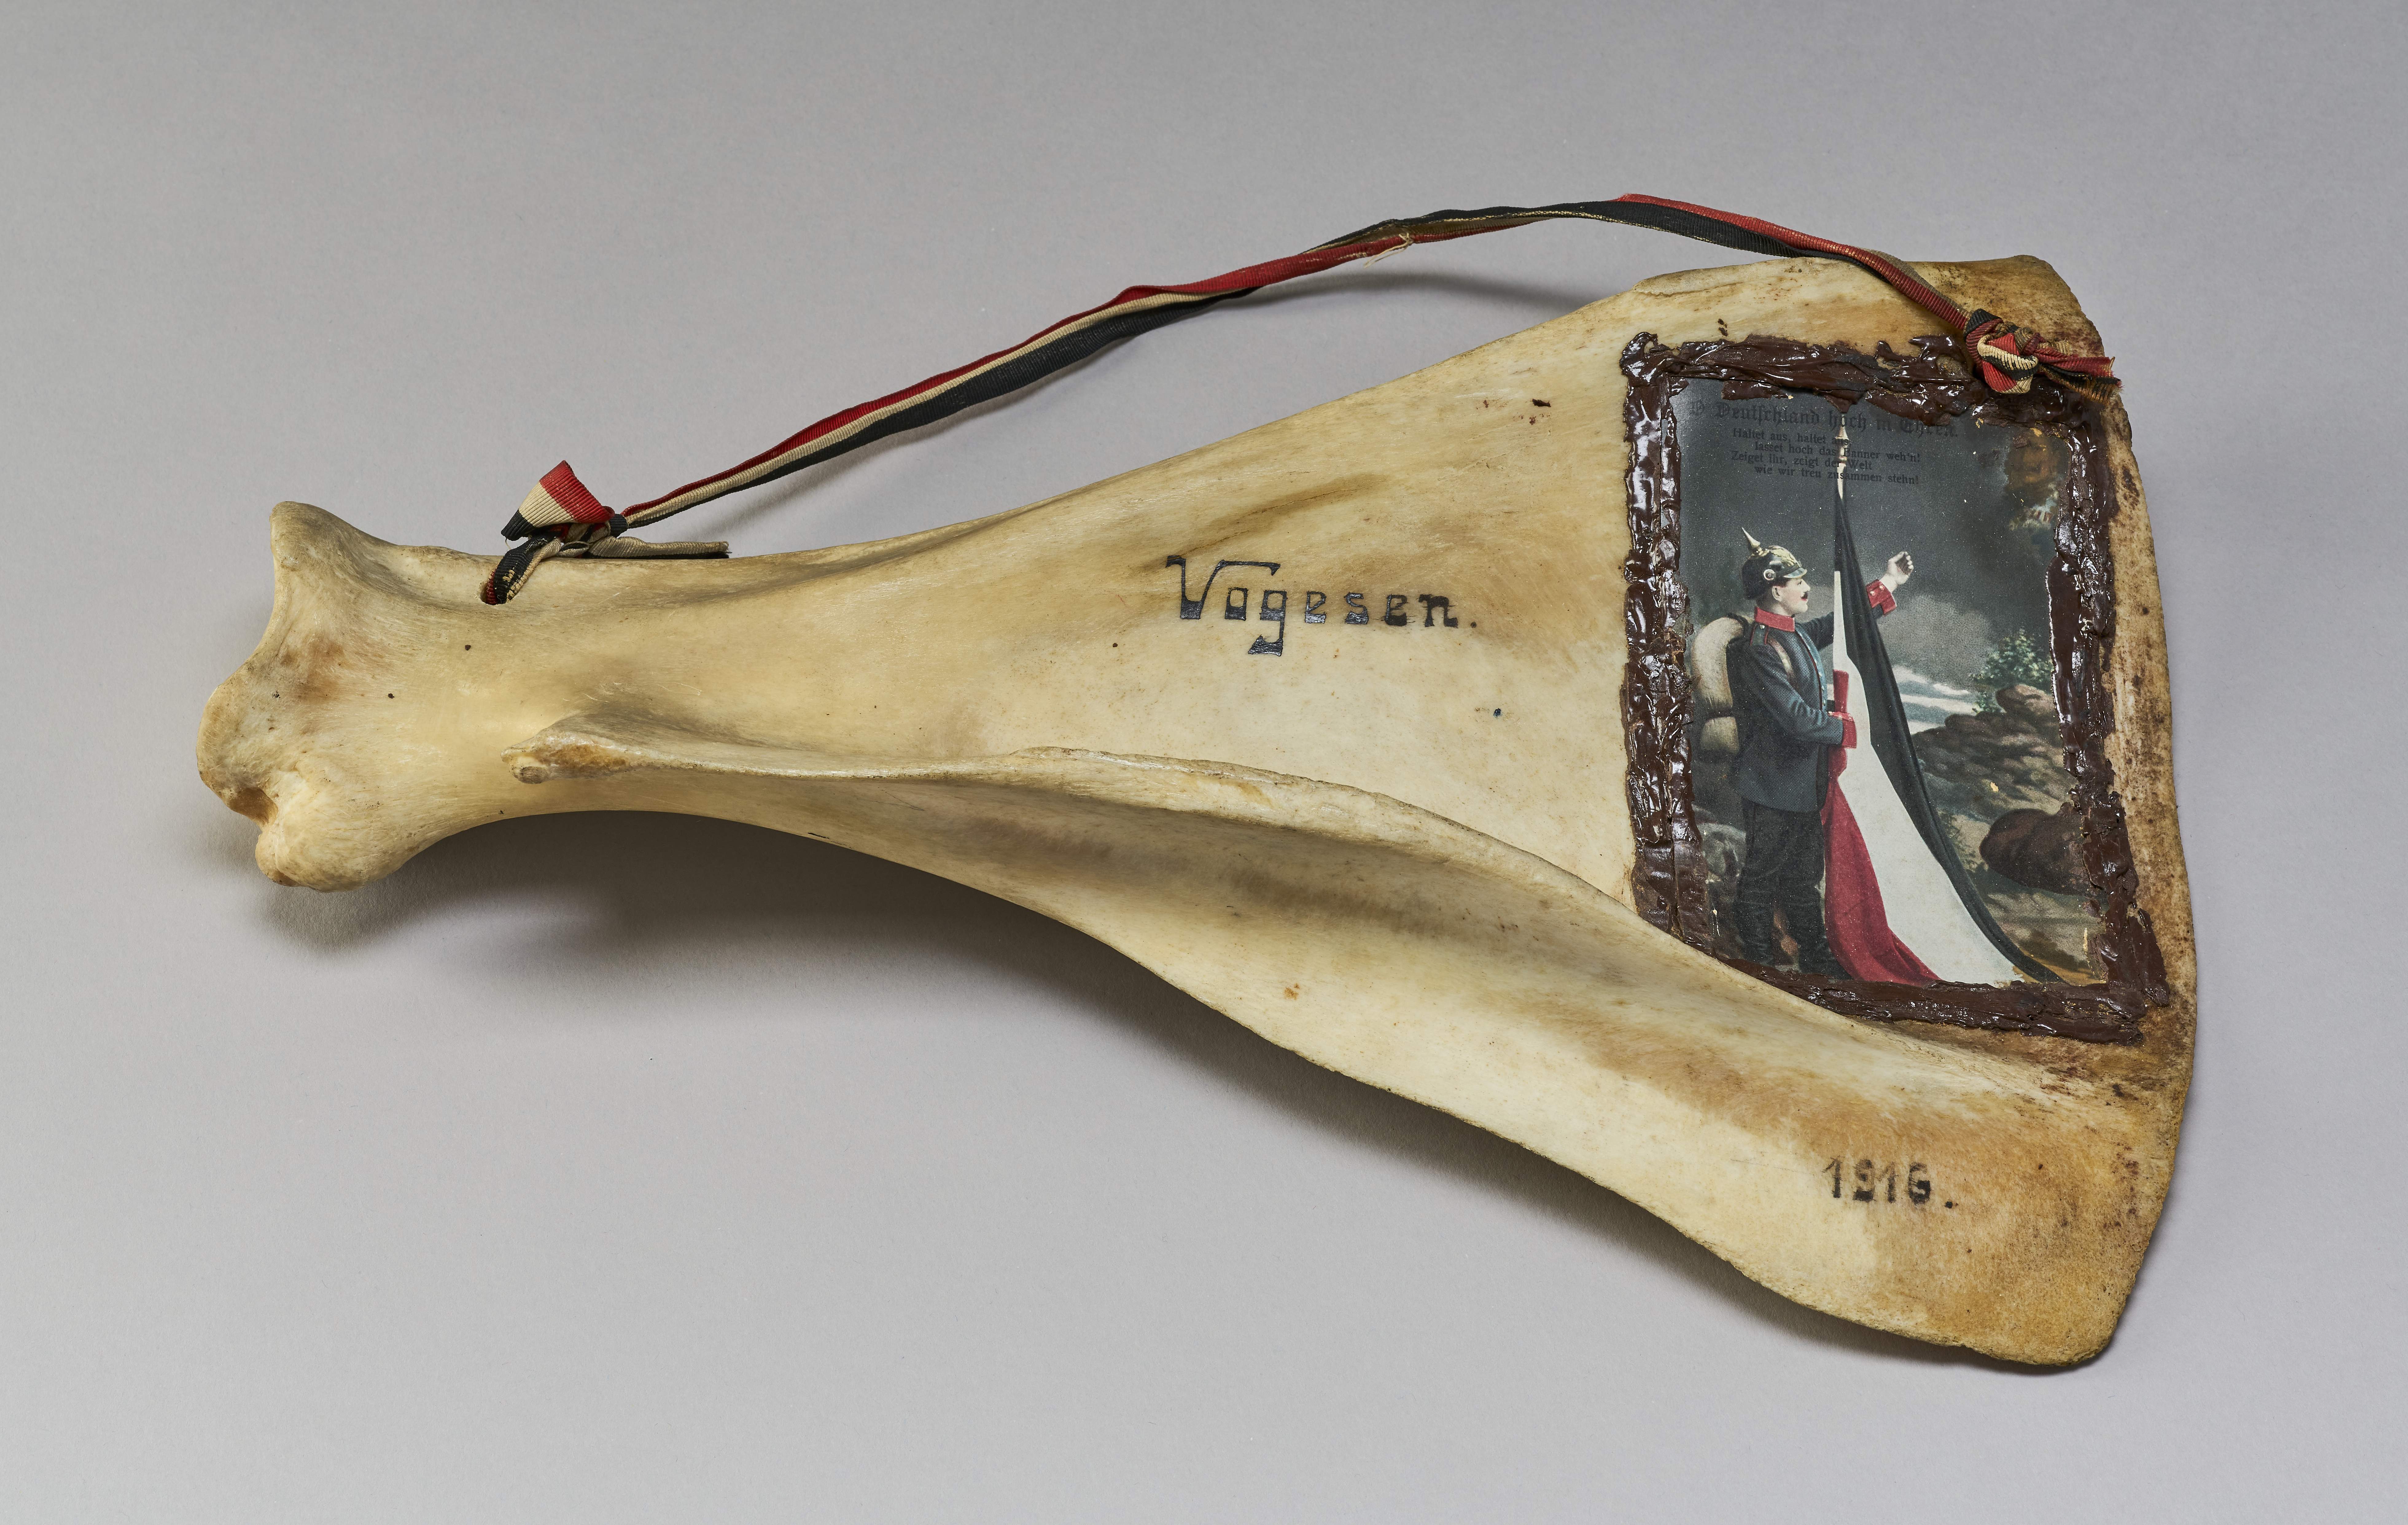 Vogesen.
O Deutschland hoch in Ehren
Haltet aus, haltet aus
lasset hoch das Banner weh'n!
Zeiget ihr, zeigt der Welt
wie wir treu zusammen stehn!
1916.